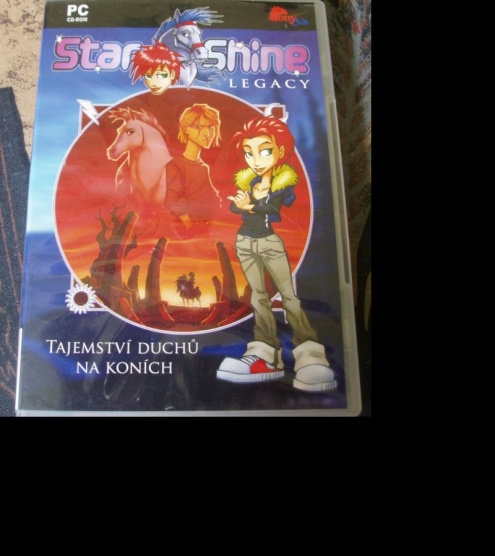 PC
CD-ROM
Star Shine
LEGACY
TAJEMSTVÍ DUCHŮ
NA KONÍCH